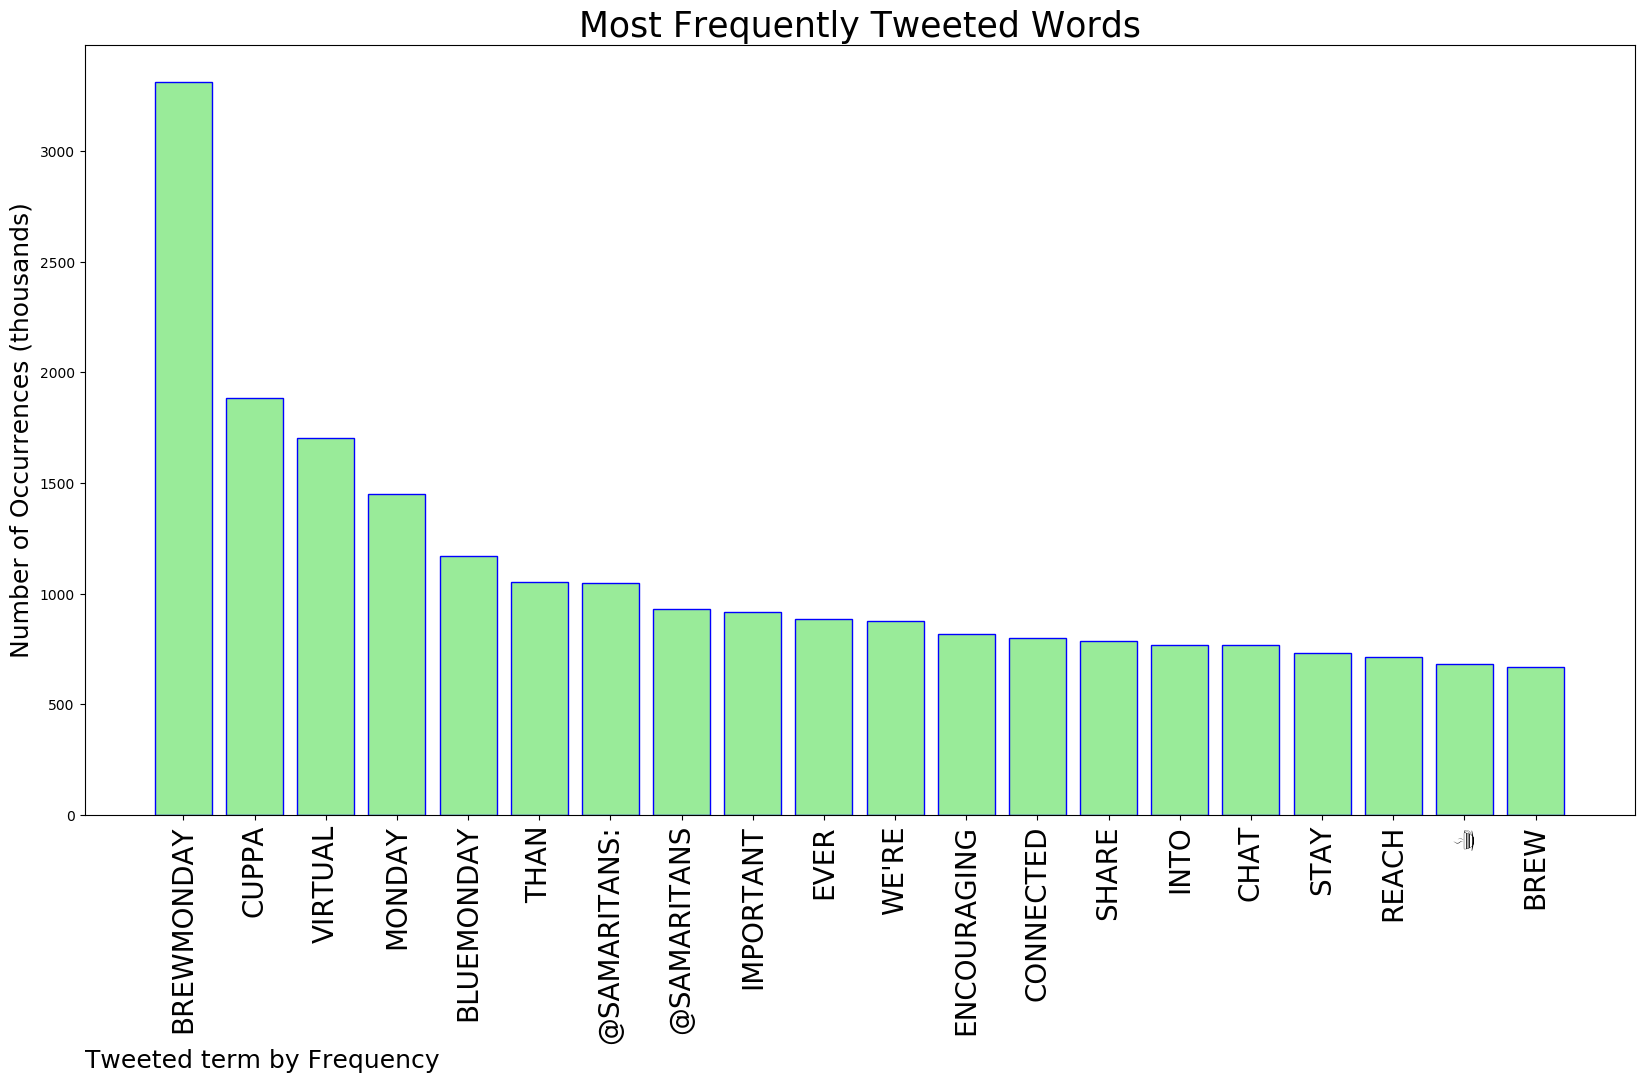 Most Frequently Tweeted Words
Number of Occurrences (thousands)
3000
2500
2000
1500
1000
500
0
BREWMONDAY
CUPPA
VIRTUAL
MONDAY
BLUEMONDAY
THAN
@SAMARITANS:
@SAMARITANS
IMPORTANT
EVER
WE'RE
ENCOURAGING
CONNECTED
SHARE
INTO
CHAT
STAY
REACH
☕
BREW
Tweeted term by Frequency